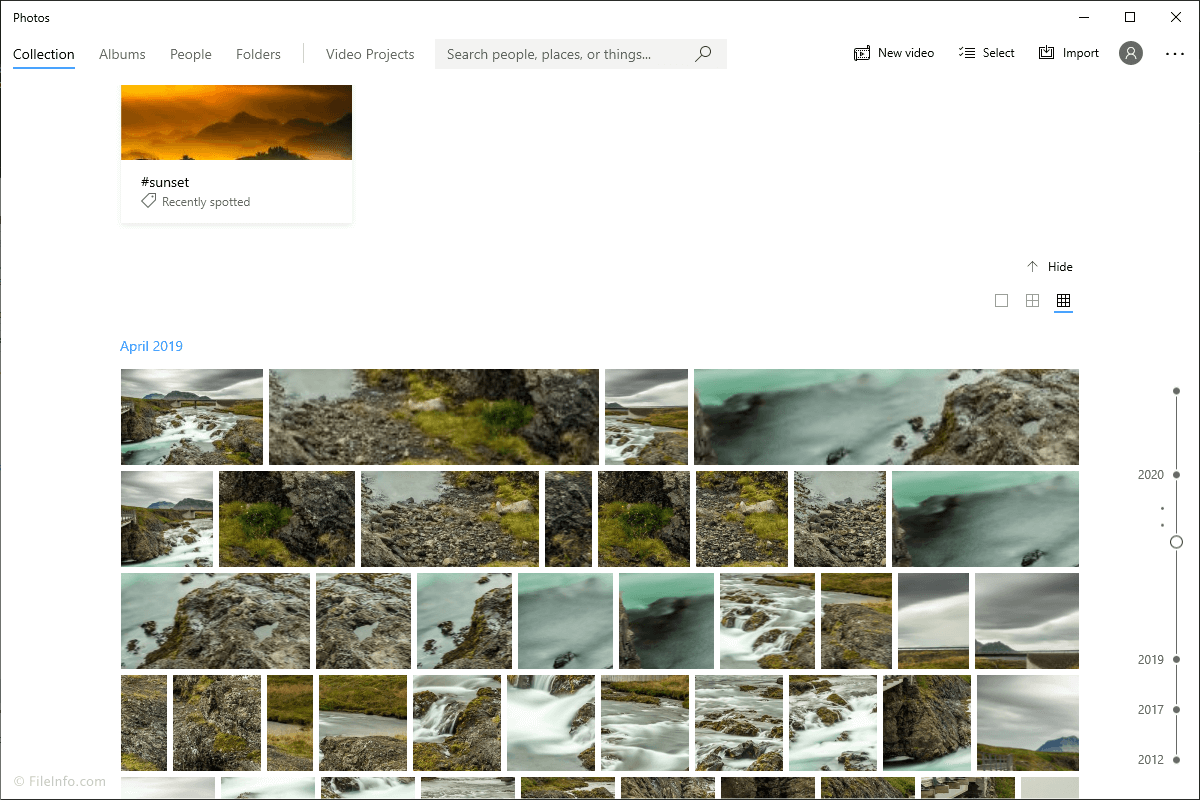 Photos
Collection Albums People Folders Video Projects Search people, places, or things... New video Select Import
#sunset
Recently spotted
Hide
April 2019
2020
2019
2017
2012
© FileInfo.com